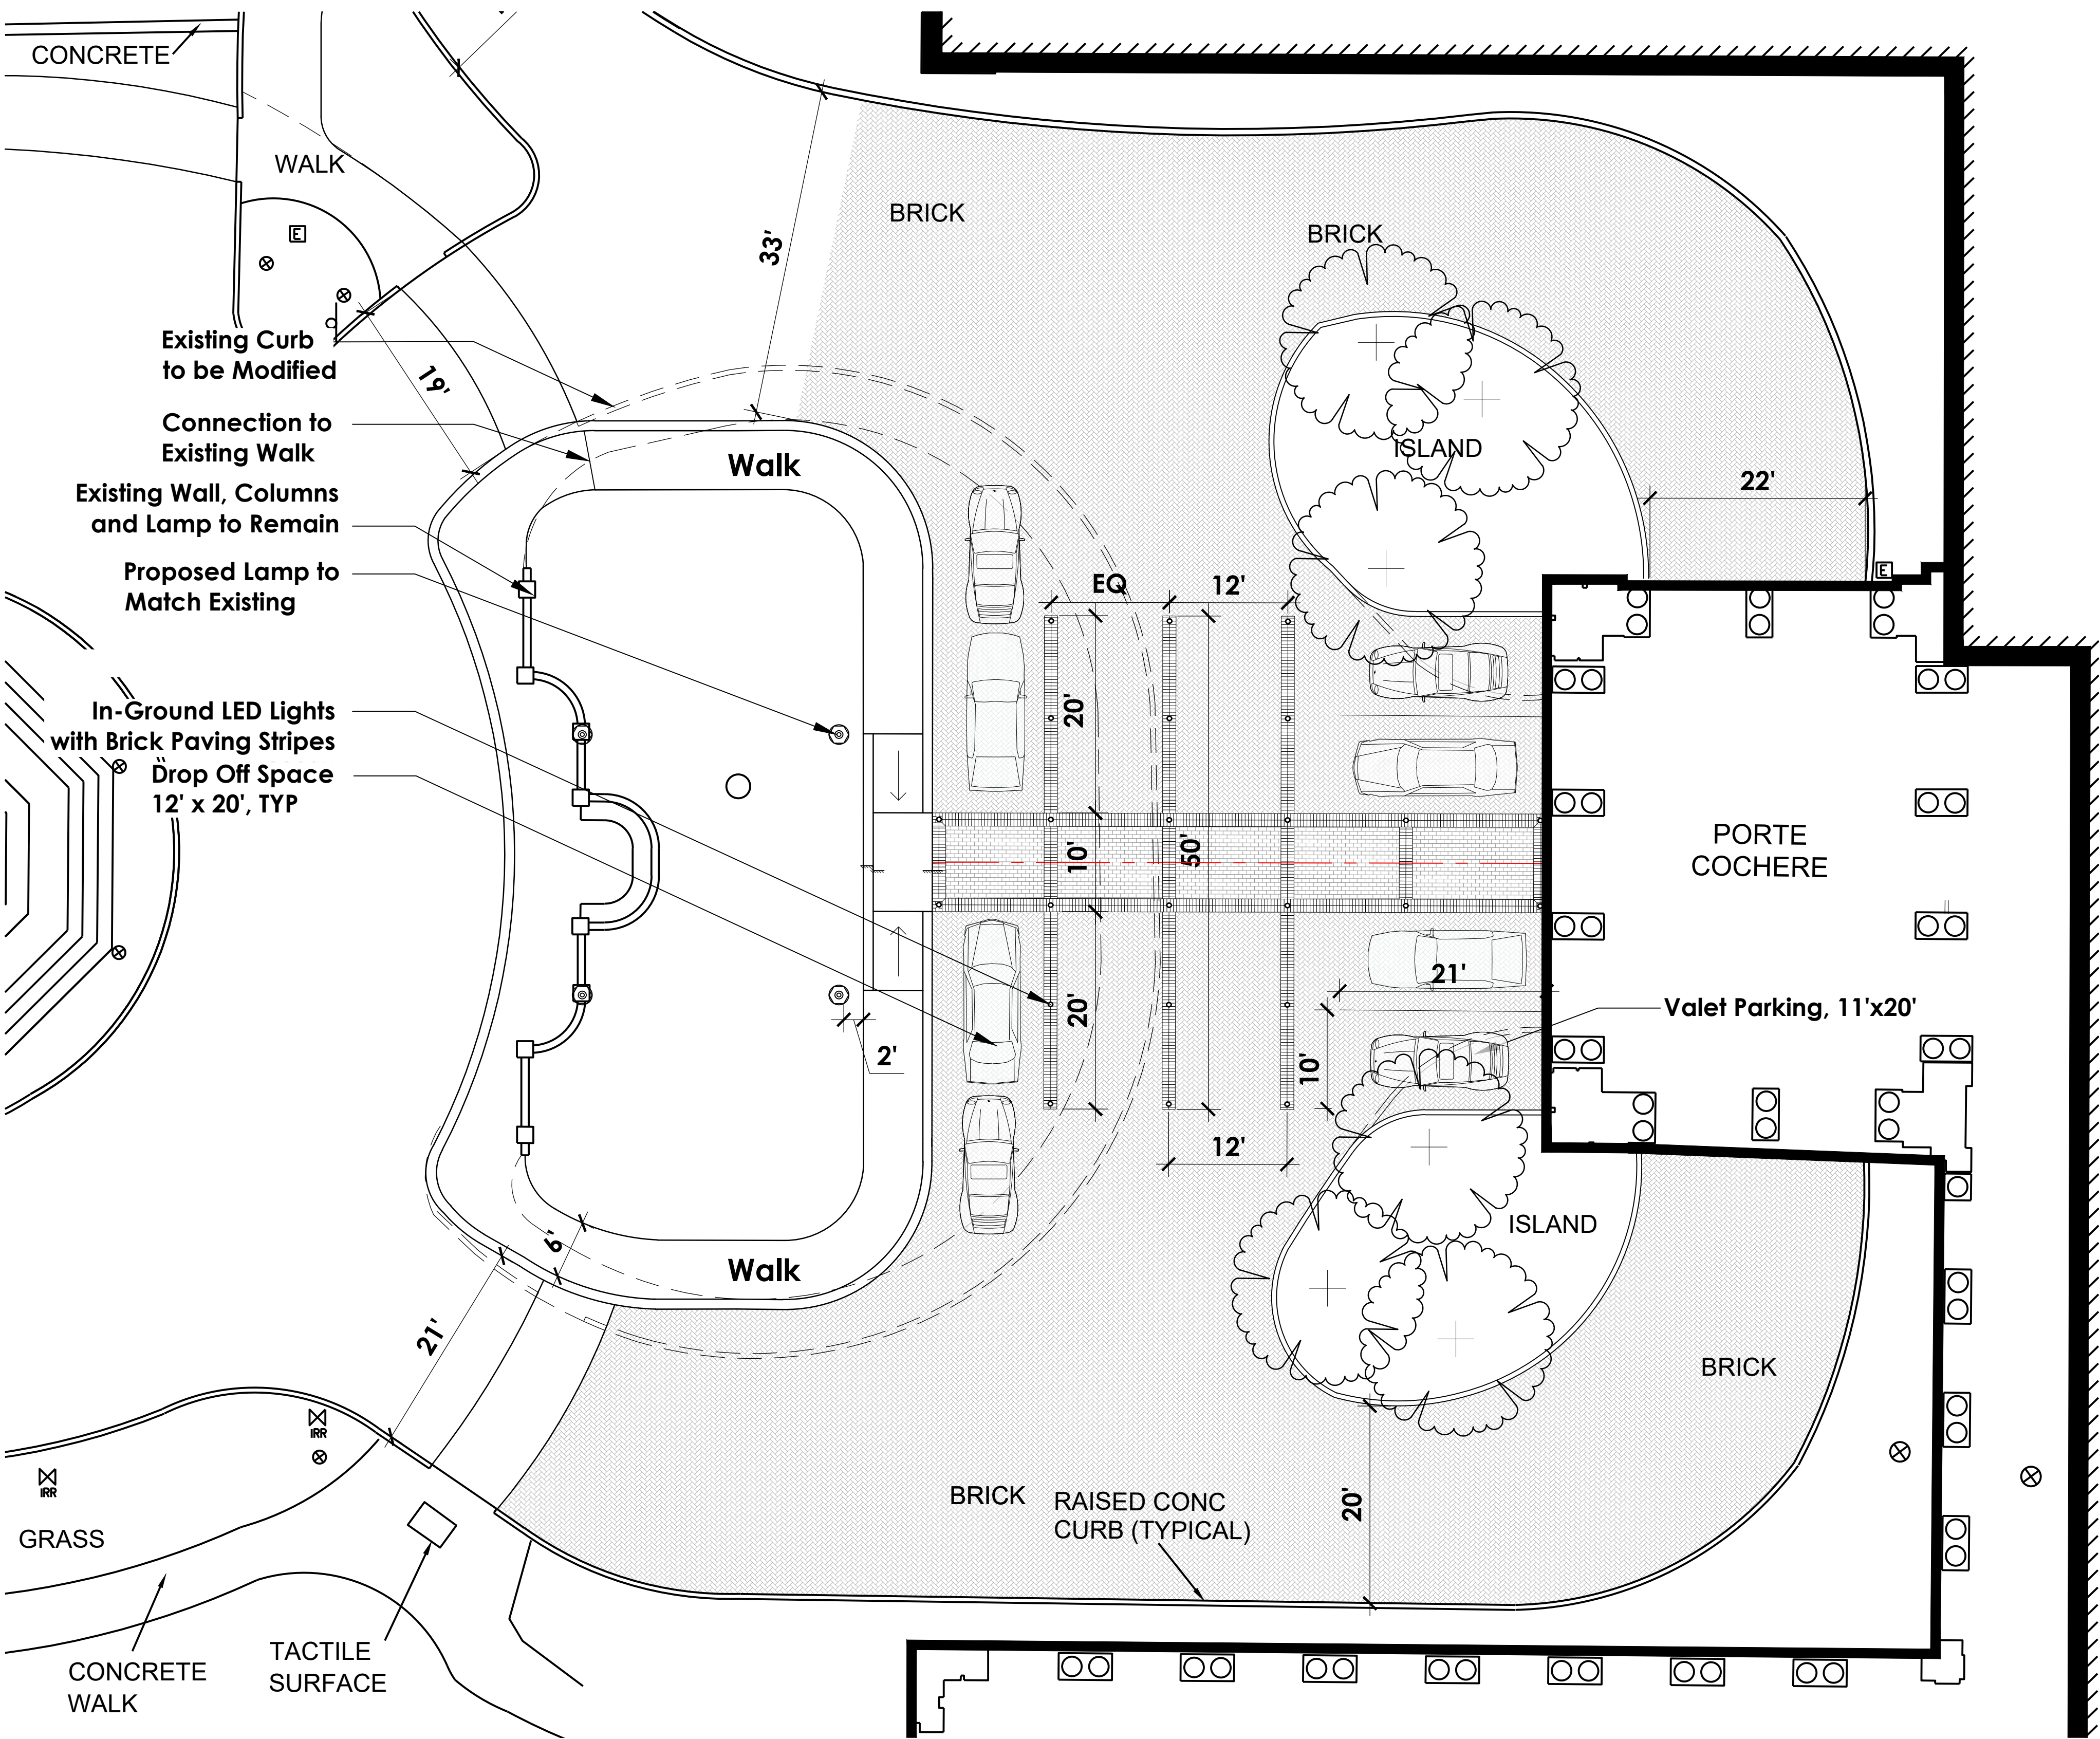 CONCRETE
WALK
E
BRICK
BRICK
33'
Existing Curb
to be Modified
19'
Connection to
Existing Walk
Walk
ISLAND
22'
Existing Wall, Columns
and Lamp to Remain
Proposed Lamp to
Match Existing
EQ
12'
E
20'
In-Ground LED Lights
with Brick Paving Stripes
Drop Off Space
12' x 20', TYP
10'
50'
PORTE
COCHERE
21'
20'
Valet Parking, 11'x20'
2'
10'
12'
6'
ISLAND
Walk
21'
BRICK
IRR
IRR
BRICK
RAISED CONC
CURB (TYPICAL)
20'
GRASS
TACTILE
SURFACE
CONCRETE
WALK